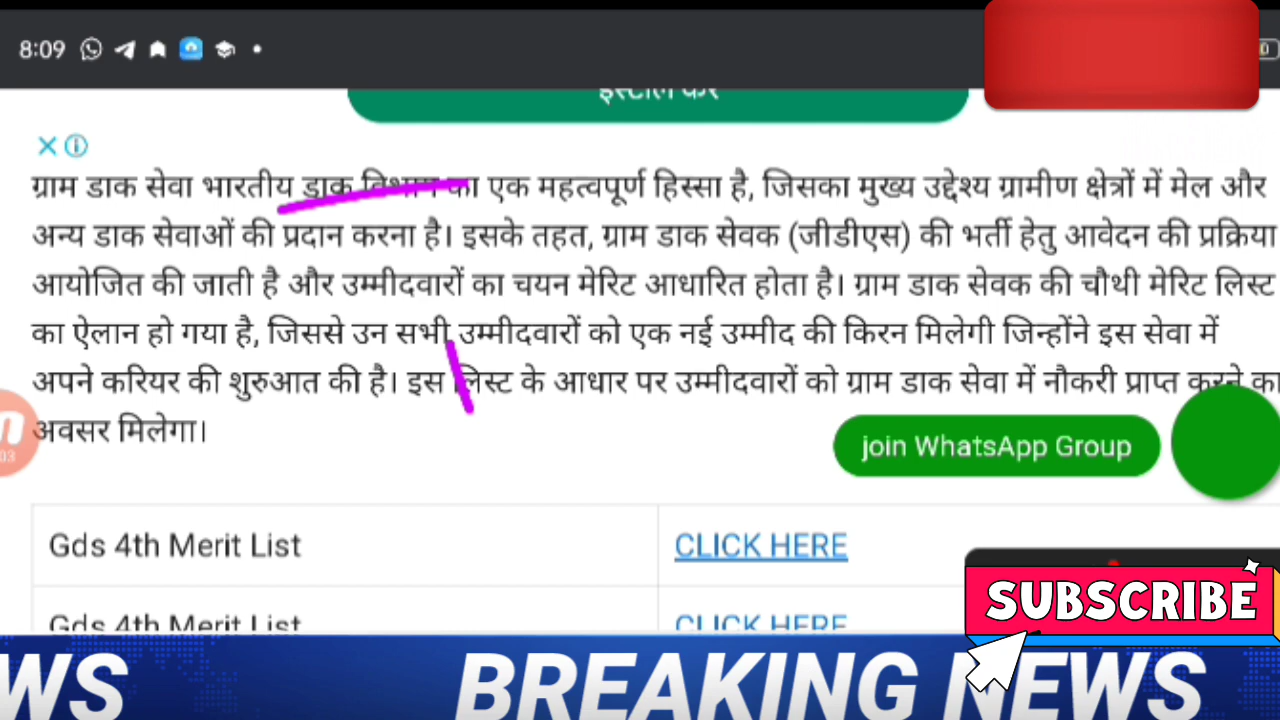 8:09
इंस्टॉल करें
ग्राम डाक सेवा भारतीय डाक विभाग का एक महत्वपूर्ण हिस्सा है, जिसका मुख्य उद्देश्य ग्रामीण क्षेत्रों में मेल और
अन्य डाक सेवाओं की प्रदान करना है। इसके तहत, ग्राम डाक सेवक (जीडीएस) की भर्ती हेतु आवेदन की प्रक्रिया
आयोजित की जाती है और उम्मीदवारों का चयन मेरिट आधारित होता है। ग्राम डाक सेवक की चौथी मेरिट लिस्ट
का ऐलान हो गया है, जिससे उन सभी उम्मीदवारों को एक नई उम्मीद की किरन मिलेगी जिन्होंने इस सेवा में
अपने करियर की शुरुआत की है। इस लिस्ट के आधार पर उम्मीदवारों को ग्राम डाक सेवा में नौकरी प्राप्त करने का
अवसर मिलेगा।
03
join WhatsApp Group
Gds 4th Merit List CLICK HERE
Gds 4th Merit List CLICK HERE
SUBSCRIBE
WS BREAKING NEWS